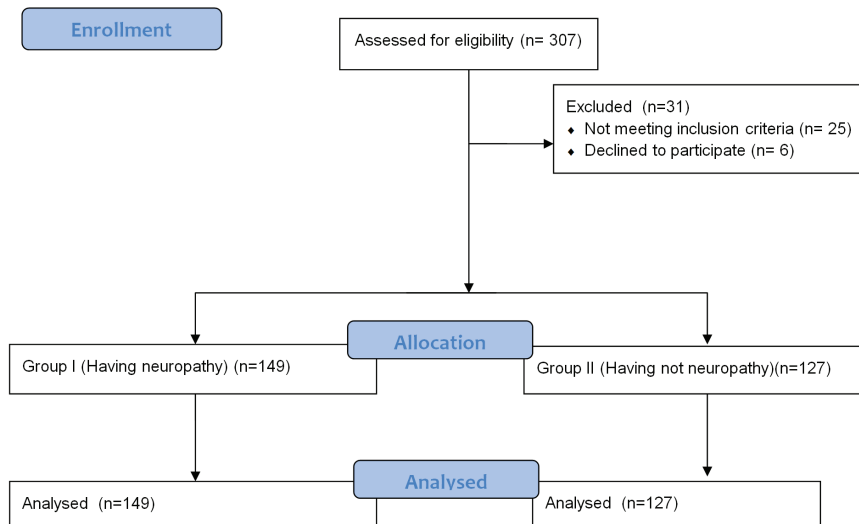 Enrollment
Assessed for eligibility (n= 307)
Excluded (n=31)
⬥ Not meeting inclusion criteria (n= 25)
⬥ Declined to participate (n= 6)
Allocation
Group I (Having neuropathy) (n=149)
Group II (Having not neuropathy)(n=127)
Analysed
Analysed (n=149)
Analysed (n=127)